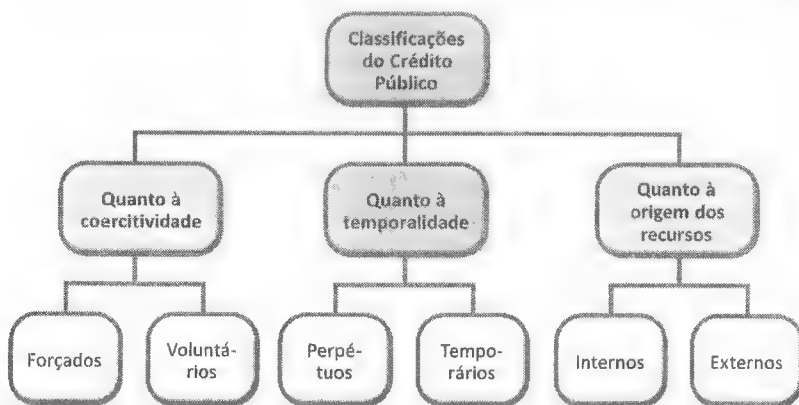 Classificações
do Crédito
Público
Quanto à
coercitividade
Quanto à
temporalidade
Quanto à
origem dos
recursos
Forçados
Voluntá-
rios
Perpé-
tuos
Tempo-
rários
Internos
Externos